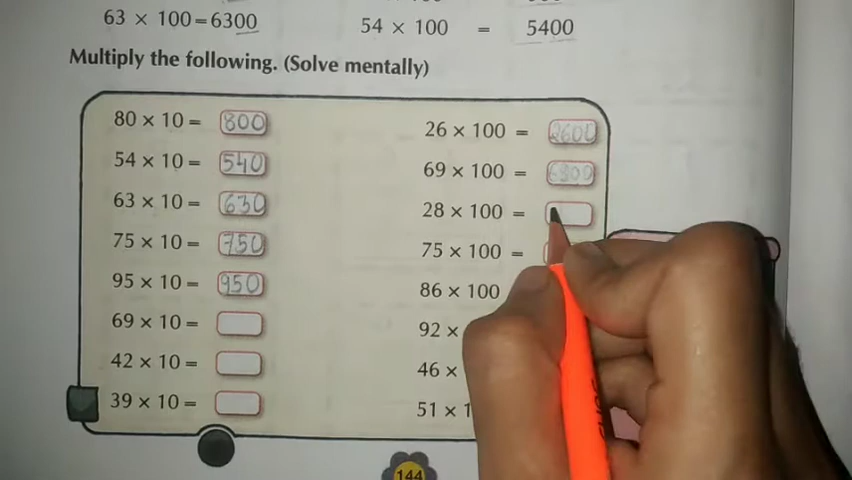 63 × 100 = 6300
54 × 100 = 5400
Multiply the following. (Solve mentally)
80 × 10 = 800
54 × 10 = 540
63 × 10 = 630
75 × 10 = 750
95 × 10 = 950
69 × 10 =
42 × 10 =
39 × 10 =
26 × 100 = 2600
69 × 100 =
28 × 100 =
75 × 100 =
86 × 100
92 ×
46 ×
51 × 1
144